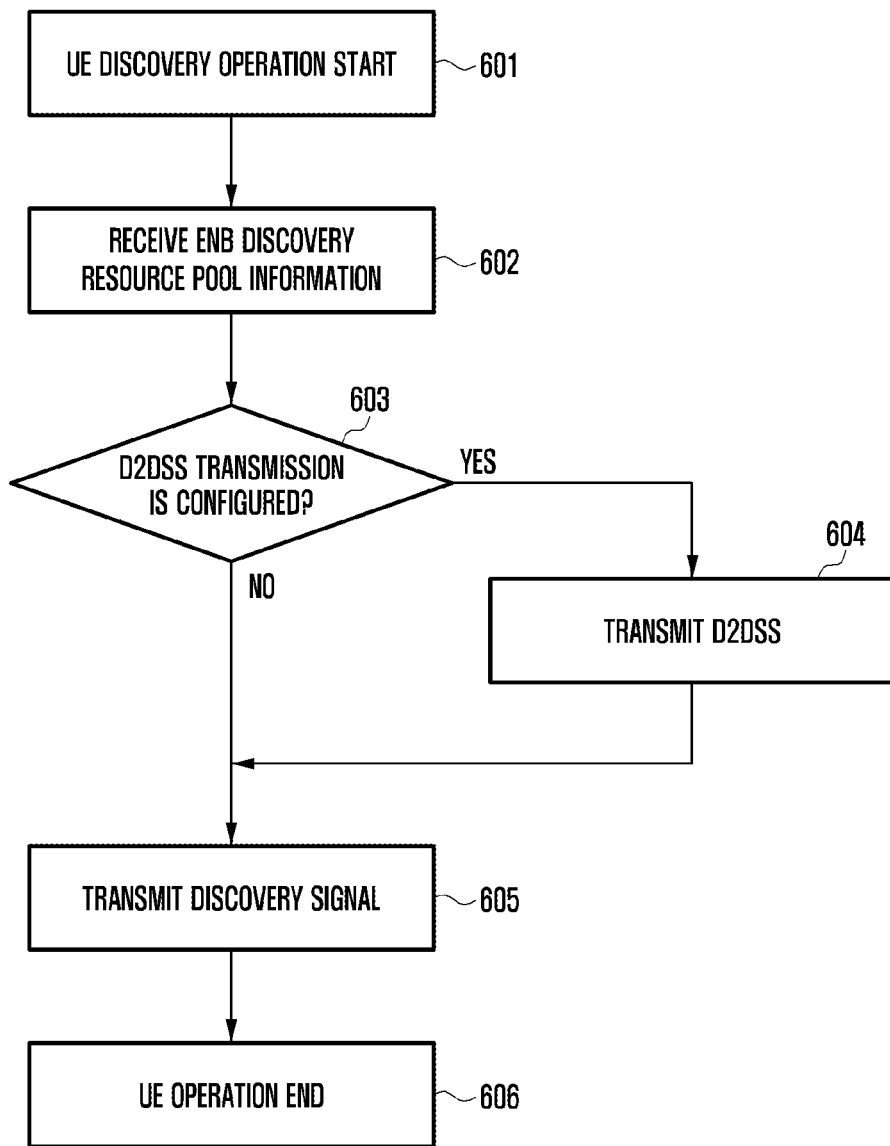 UE DISCOVERY OPERATION START
601
RECEIVE ENB DISCOVERY
RESOURCE POOL INFORMATION
602
603
D2DSS TRANSMISSION
IS CONFIGURED?
YES
NO
604
TRANSMIT D2DSS
TRANSMIT DISCOVERY SIGNAL
605
UE OPERATION END
606